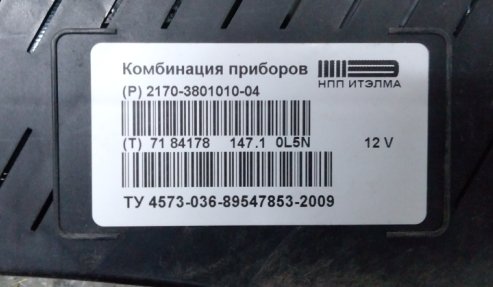 Комбинация приборов
НПП ИТЭЛМА
(P) 2170-3801010-04
(T) 71 84178 147.1 0L5N 12 V
ТУ 4573-036-89547853-2009